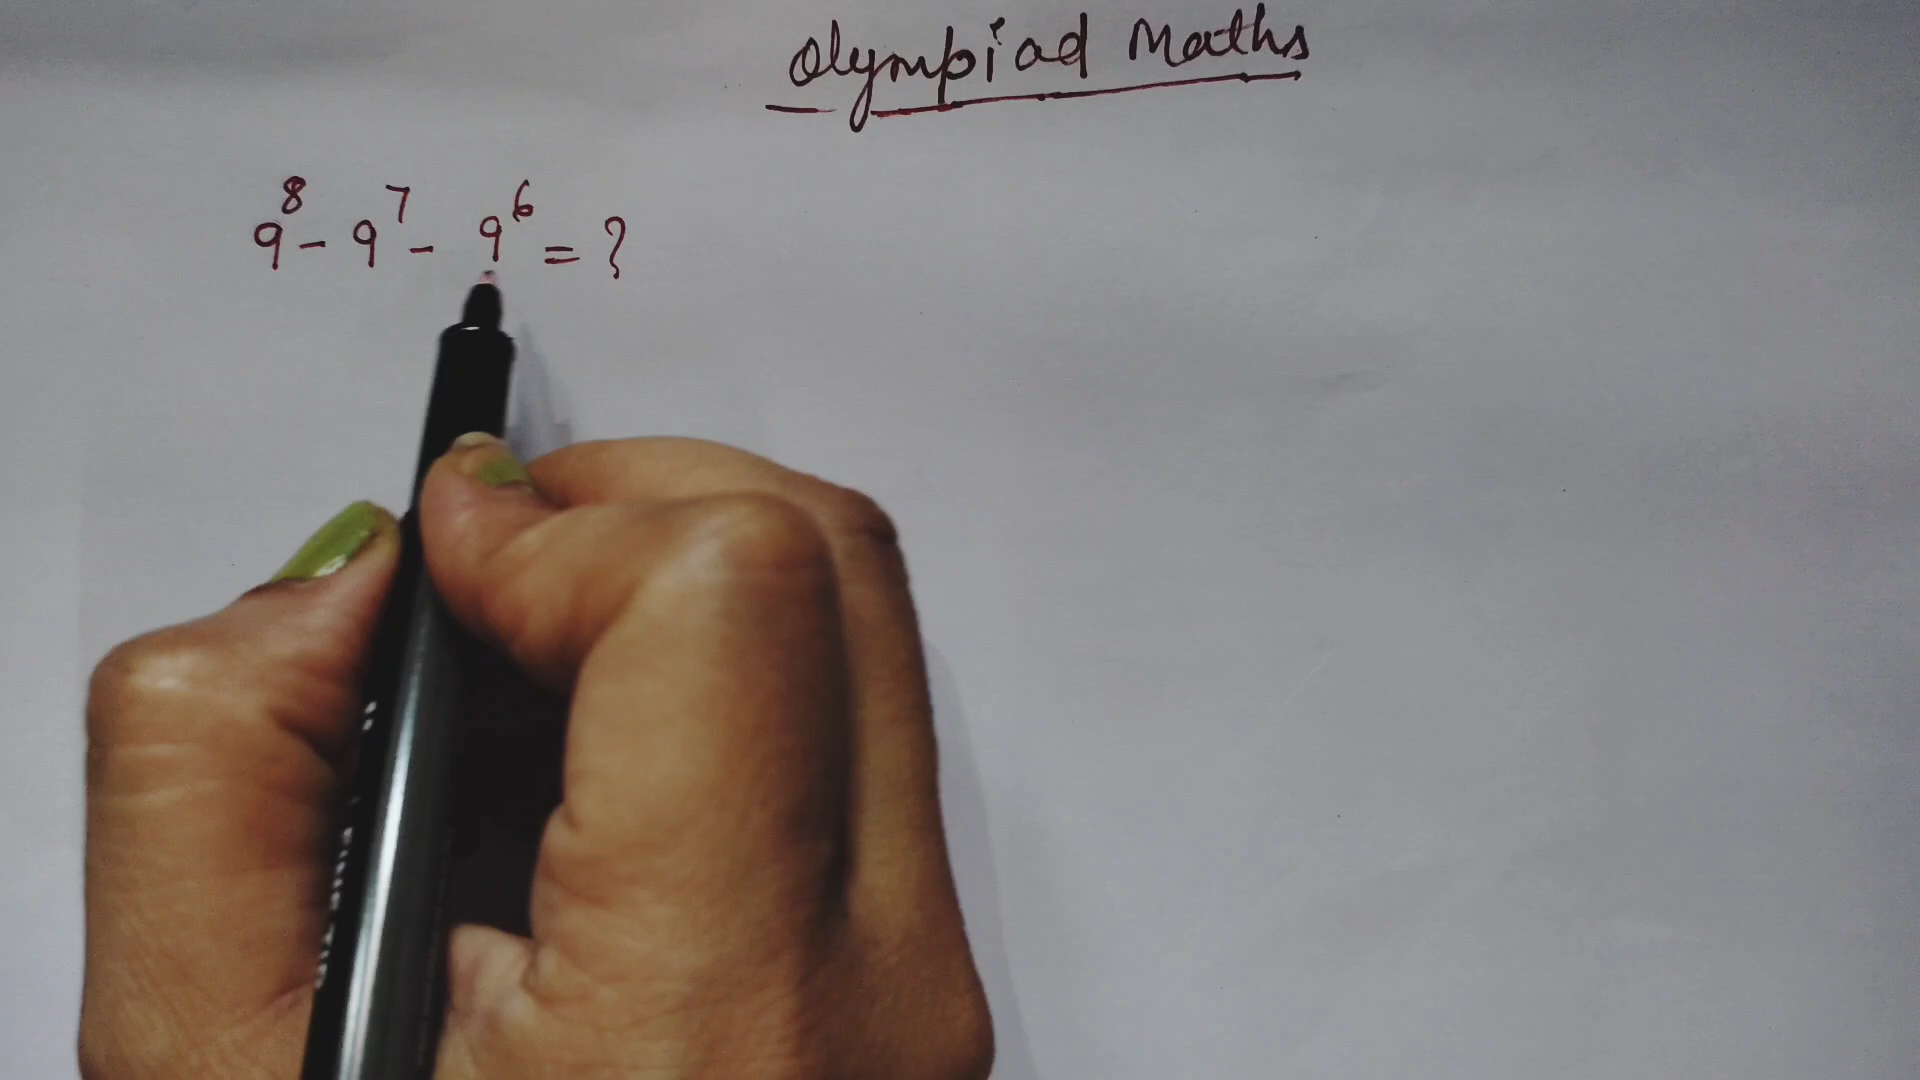 Olympiad Maths
9⁸ - 9⁷ - 9⁶ = ?